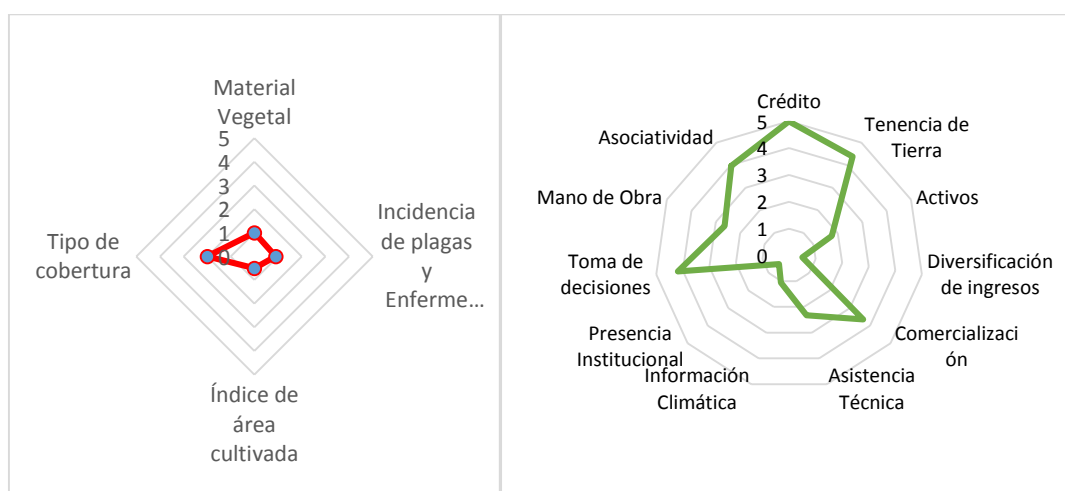 Material
Vegetal
5
4
3
2
1
0
Incidencia
de plagas
y
Enferme...
Índice de
área
cultivada
Tipo de
cobertura
Crédito
5
4
3
2
1
0
Tenencia de
Tierra
Activos
Diversificación
de ingresos
Comercializaci
ón
Asistencia
Técnica
Información
Climática
Presencia
Institucional
Toma de
decisiones
Mano de Obra
Asociatividad